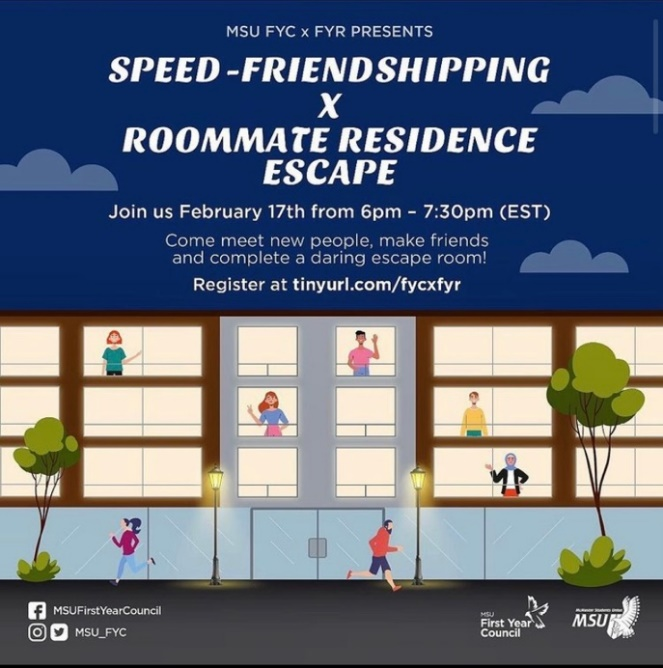 MSU FYC x FYR PRESENTS
SPEED-FRIENDSHIPPING
X
ROOMMATE RESIDENCE
ESCAPE
Join us February 17th from 6pm – 7:30pm (EST)
Come meet new people, make friends
and complete a daring escape room!
Register at tinyurl.com/fycxfyr
MSUFirstYearCouncil
MSU_FYC
MSU
First Year
Council
McMaster Students Union
MSU